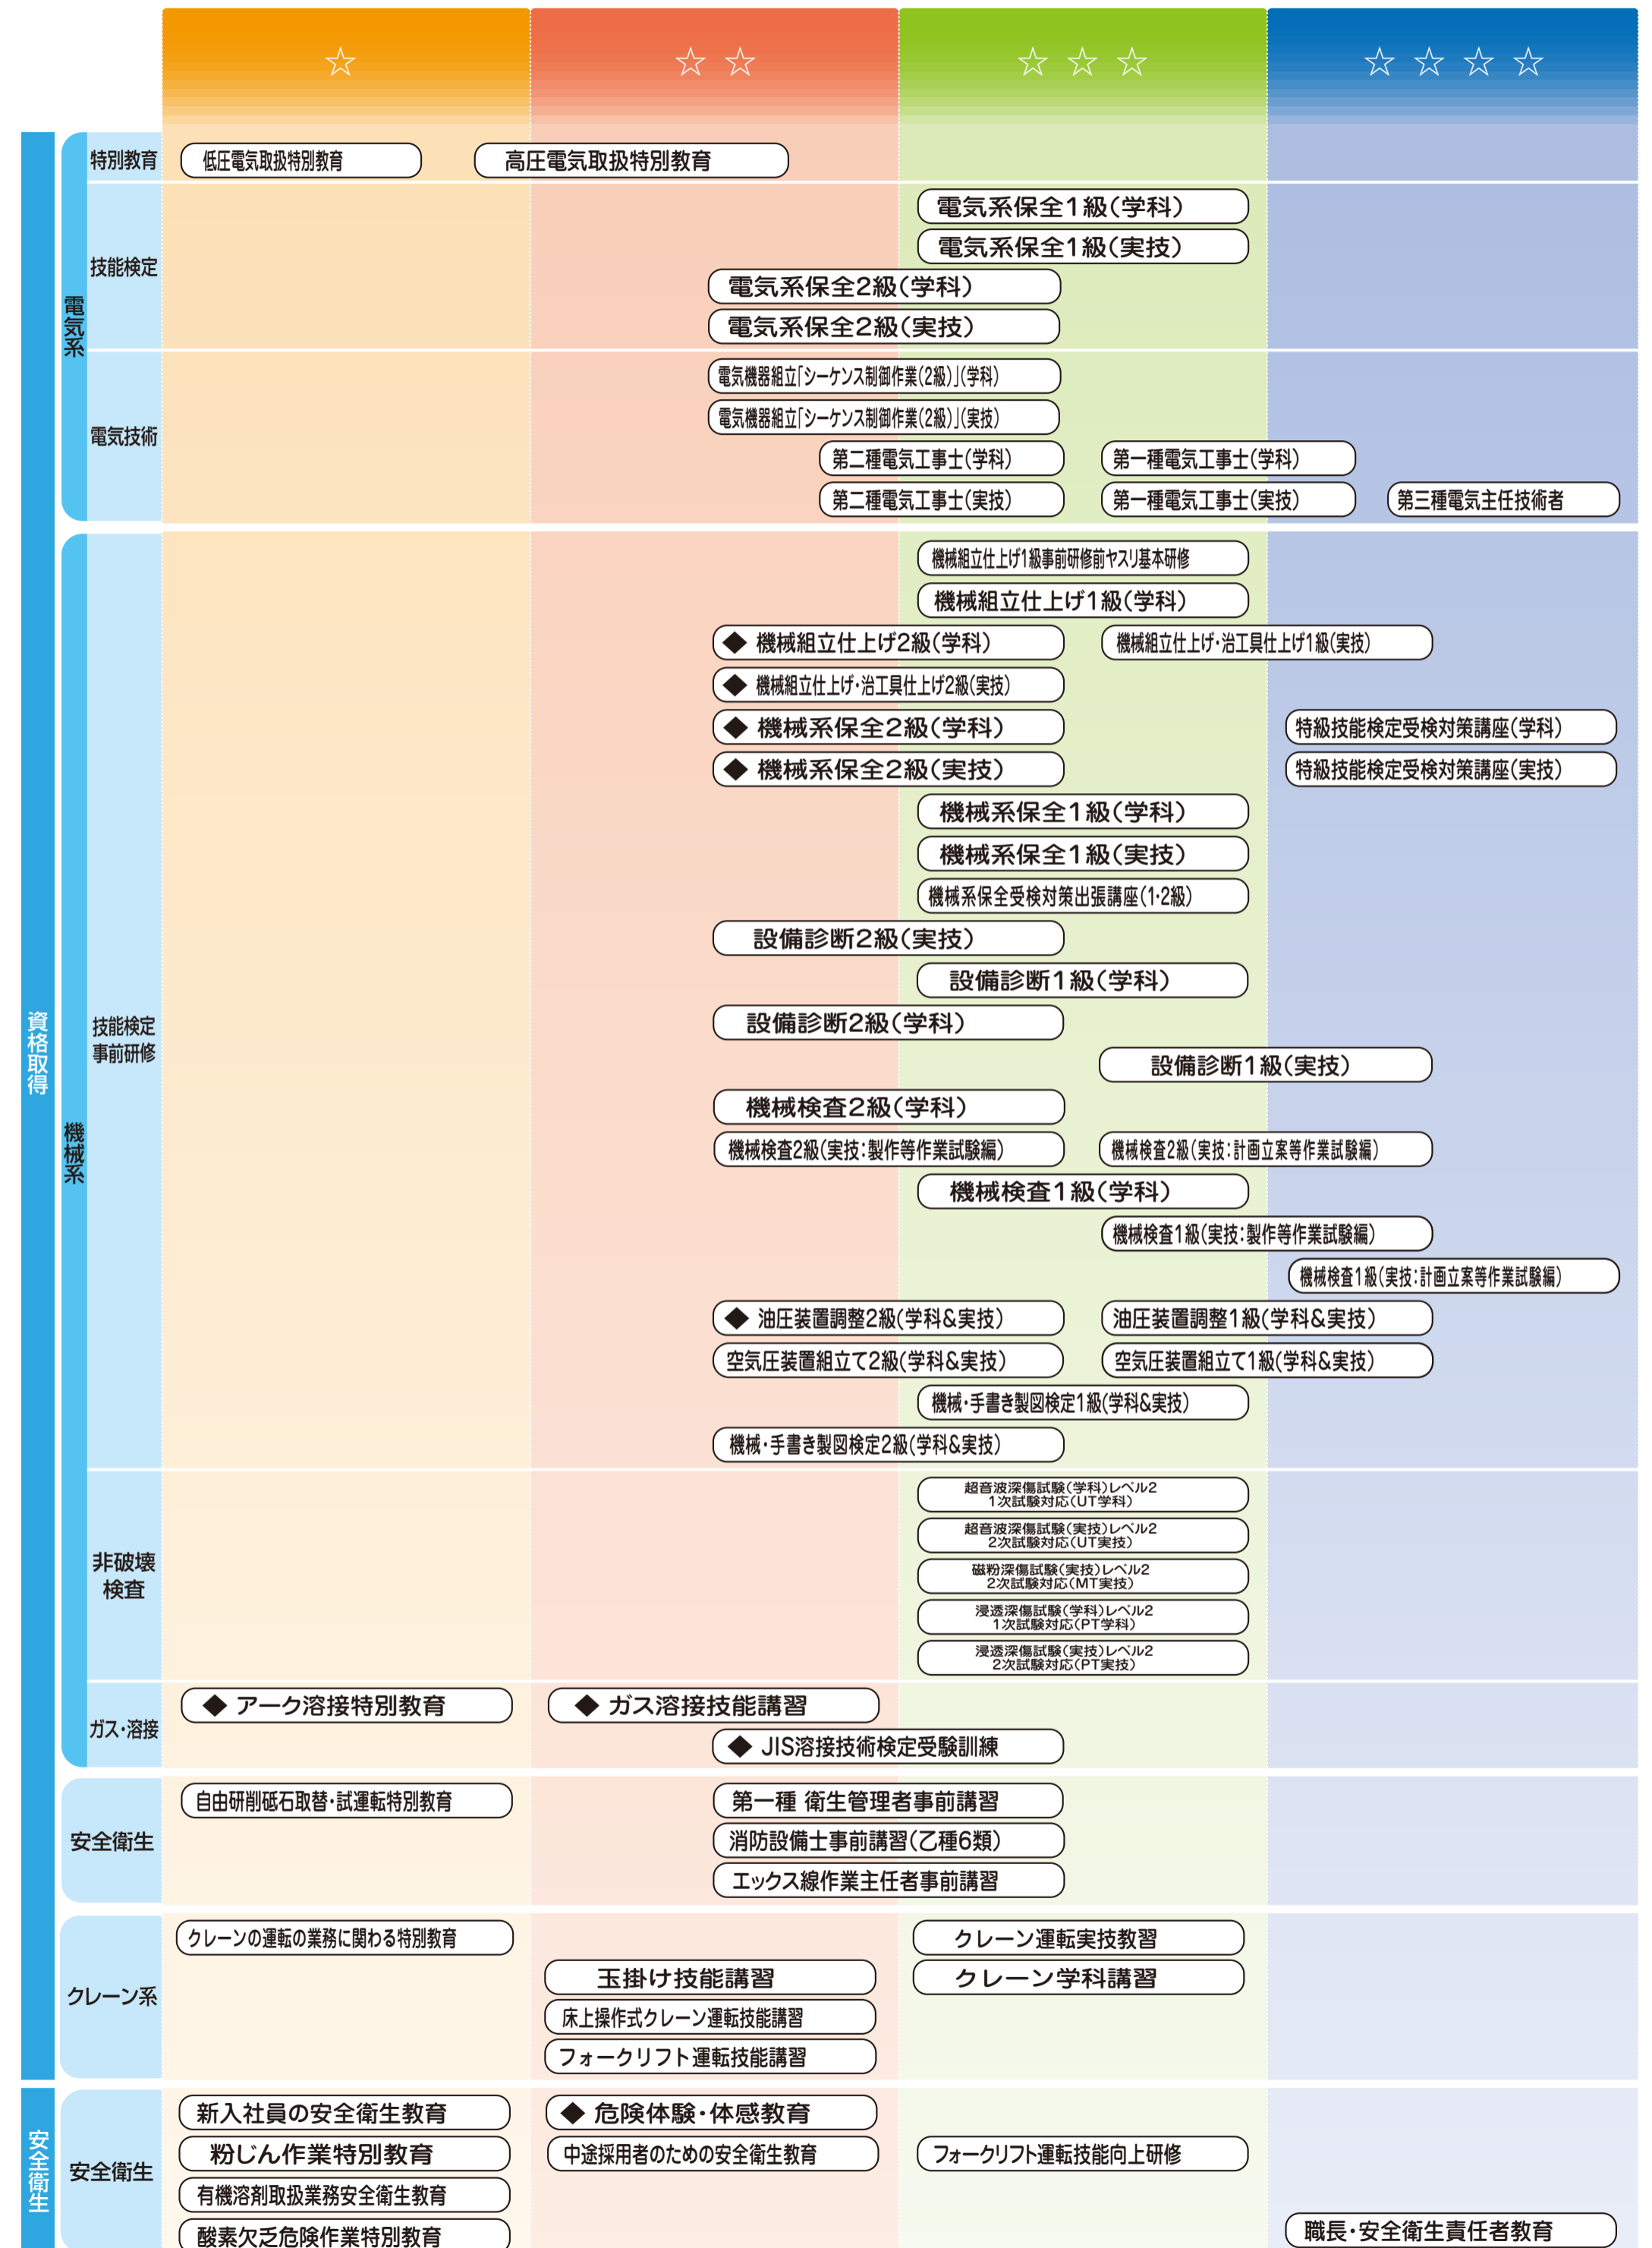 ☆
☆ ☆
☆ ☆ ☆
☆ ☆ ☆ ☆
資格取得
電気系
特別教育
低圧電気取扱特別教育
高圧電気取扱特別教育
技能検定
電気系保全1級(学科)
電気系保全1級(実技)
電気系保全2級(学科)
電気系保全2級(実技)
電気技術
電気機器組立「シーケンス制御作業(2級)」(学科)
電気機器組立「シーケンス制御作業(2級)」(実技)
第二種電気工事士(学科)
第一種電気工事士(学科)
第二種電気工事士(実技)
第一種電気工事士(実技)
第三種電気主任技術者
機械系
技能検定
事前研修
機械組立仕上げ1級事前研修前ヤスリ基本研修
機械組立仕上げ1級(学科)
◆ 機械組立仕上げ2級(学科)
機械組立仕上げ・治工具仕上げ1級(実技)
◆ 機械組立仕上げ・治工具仕上げ2級(実技)
◆ 機械系保全2級(学科)
特級技能検定受検対策講座(学科)
◆ 機械系保全2級(実技)
特級技能検定受検対策講座(実技)
機械系保全1級(学科)
機械系保全1級(実技)
機械系保全受検対策出張講座(1・2級)
設備診断2級(実技)
設備診断1級(学科)
設備診断2級(学科)
設備診断1級(実技)
機械検査2級(学科)
機械検査2級(実技:製作等作業試験編)
機械検査2級(実技:計画立案等作業試験編)
機械検査1級(学科)
機械検査1級(実技:製作等作業試験編)
機械検査1級(実技:計画立案等作業試験編)
◆ 油圧装置調整2級(学科&実技)
油圧装置調整1級(学科&実技)
空気圧装置組立て2級(学科&実技)
空気圧装置組立て1級(学科&実技)
機械・手書き製図検定1級(学科&実技)
機械・手書き製図検定2級(学科&実技)
非破壊
検査
超音波深傷試験(学科)レベル2
1次試験対応(UT学科)
超音波深傷試験(実技)レベル2
2次試験対応(UT実技)
磁粉深傷試験(実技)レベル2
2次試験対応(MT実技)
浸透深傷試験(学科)レベル2
1次試験対応(PT学科)
浸透深傷試験(実技)レベル2
2次試験対応(PT実技)
ガス・溶接
◆ アーク溶接特別教育
◆ ガス溶接技能講習
◆ JIS溶接技術検定受験訓練
安全衛生
自由研削砥石取替・試運転特別教育
第一種 衛生管理者事前講習
消防設備士事前講習(乙種6類)
エックス線作業主任者事前講習
クレーン系
クレーンの運転の業務に関わる特別教育
クレーン運転実技教習
玉掛け技能講習
クレーン学科講習
床上操作式クレーン運転技能講習
フォークリフト運転技能講習
安全衛生
安全衛生
新入社員の安全衛生教育
◆ 危険体験・体感教育
粉じん作業特別教育
中途採用者のための安全衛生教育
フォークリフト運転技能向上研修
有機溶剤取扱業務安全衛生教育
酸素欠乏危険作業特別教育
職長・安全衛生責任者教育